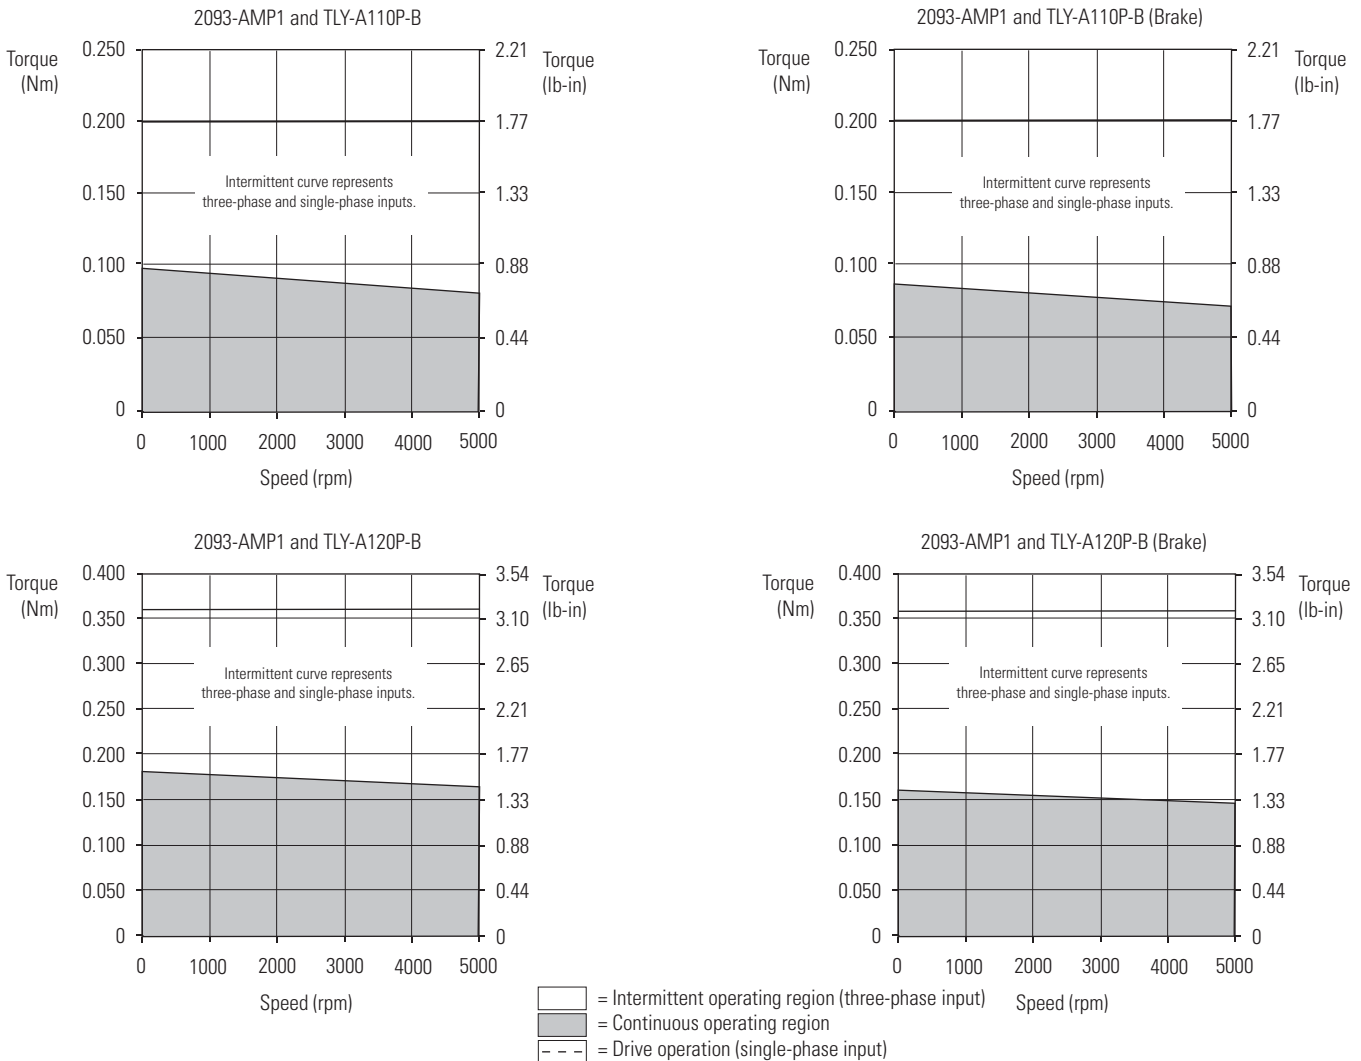 2093-AMP1 and TLY-A110P-B
Torque
(Nm)
0.250
0.200
0.150
0.100
0.050
0
2.21
1.77
1.33
0.88
0.44
0
Torque
(lb-in)
Intermittent curve represents
three-phase and single-phase inputs.
0 1000 2000 3000 4000 5000
Speed (rpm)
2093-AMP1 and TLY-A110P-B (Brake)
Torque
(Nm)
0.250
0.200
0.150
0.100
0.050
0
2.21
1.77
1.33
0.88
0.44
0
Torque
(lb-in)
Intermittent curve represents
three-phase and single-phase inputs.
0 1000 2000 3000 4000 5000
Speed (rpm)
2093-AMP1 and TLY-A120P-B
Torque
(Nm)
0.400
0.350
0.300
0.250
0.200
0.150
0.100
0.050
0
3.54
3.10
2.65
2.21
1.77
1.33
0.88
0.44
0
Torque
(lb-in)
Intermittent curve represents
three-phase and single-phase inputs.
0 1000 2000 3000 4000 5000
Speed (rpm)
2093-AMP1 and TLY-A120P-B (Brake)
Torque
(Nm)
0.400
0.350
0.300
0.250
0.200
0.150
0.100
0.050
0
3.54
3.10
2.65
2.21
1.77
1.33
0.88
0.44
0
Torque
(lb-in)
Intermittent curve represents
three-phase and single-phase inputs.
0 1000 2000 3000 4000 5000
Speed (rpm)
= Intermittent operating region (three-phase input)
= Continuous operating region
= Drive operation (single-phase input)